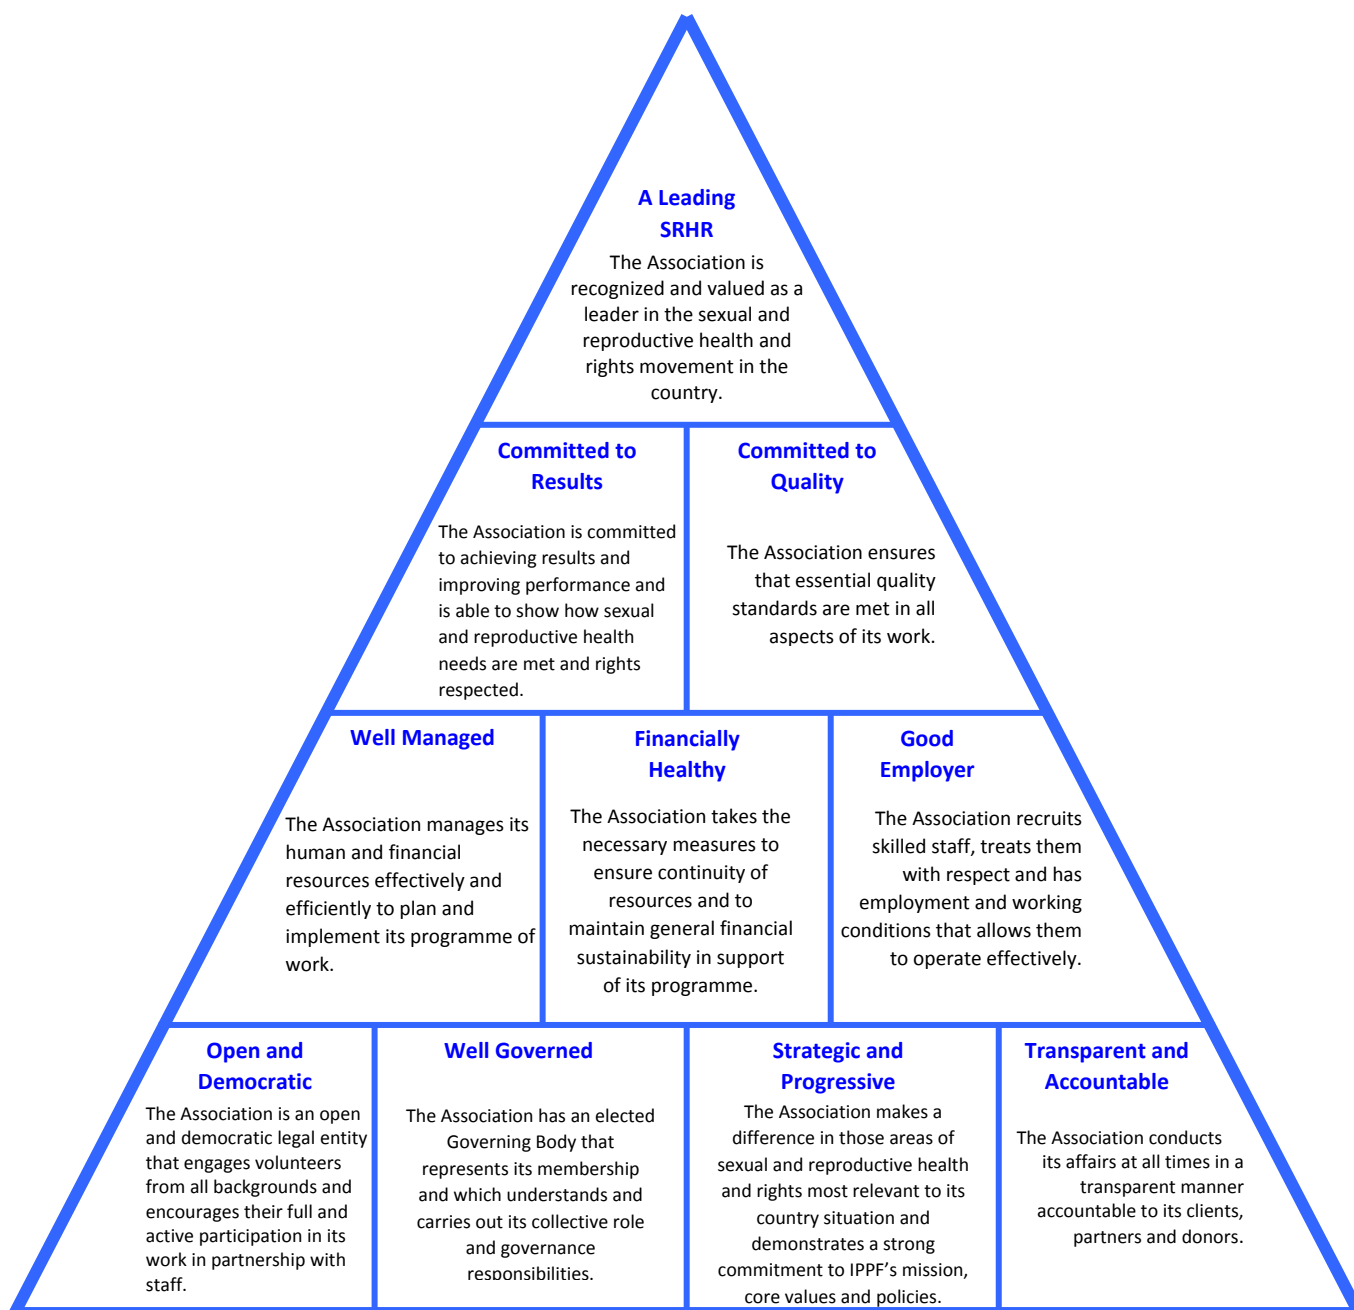 A Leading
SRHR
The Association is
recognized and valued as a
leader in the sexual and
reproductive health and
rights movement in the
country.
Committed to
Results
The Association is committed
to achieving results and
improving performance and
is able to show how sexual
and reproductive health
needs are met and rights
respected.
Committed to
Quality
The Association ensures
that essential quality
standards are met in all
aspects of its work.
Well Managed
The Association manages its
human and financial
resources effectively and
efficiently to plan and
implement its programme of
work.
Financially
Healthy
The Association takes the
necessary measures to
ensure continuity of
resources and to
maintain general financial
sustainability in support
of its programme.
Good
Employer
The Association recruits
skilled staff, treats them
with respect and has
employment and working
conditions that allows them
to operate effectively.
Open and
Democratic
The Association is an open
and democratic legal entity
that engages volunteers
from all backgrounds and
encourages their full and
active participation in its
work in partnership with
staff.
Well Governed
The Association has an elected
Governing Body that
represents its membership
and which understands and
carries out its collective role
and governance
responsibilities.
Strategic and
Progressive
The Association makes a
difference in those areas of
sexual and reproductive health
and rights most relevant to its
country situation and
demonstrates a strong
commitment to IPPF’s mission,
core values and policies.
Transparent and
Accountable
The Association conducts
its affairs at all times in a
transparent manner
accountable to its clients,
partners and donors.